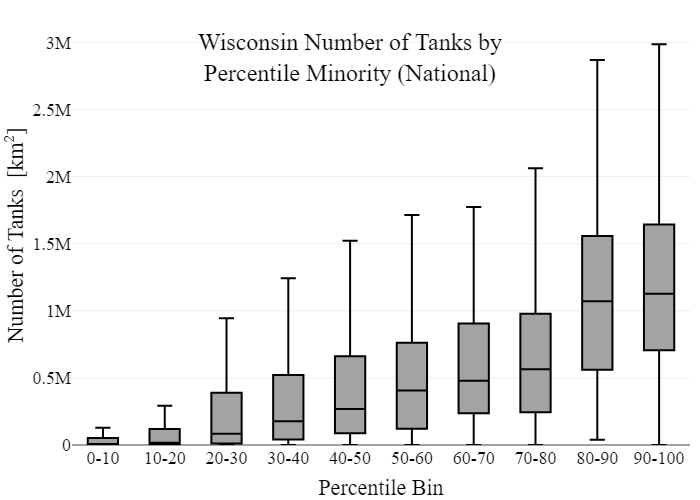 Wisconsin Number of Tanks by
Percentile Minority (National)
Number of Tanks [km²]
3M
2.5M
2M
1.5M
1M
0.5M
0
0-10 10-20 20-30 30-40 40-50 50-60 60-70 70-80 80-90 90-100
Percentile Bin